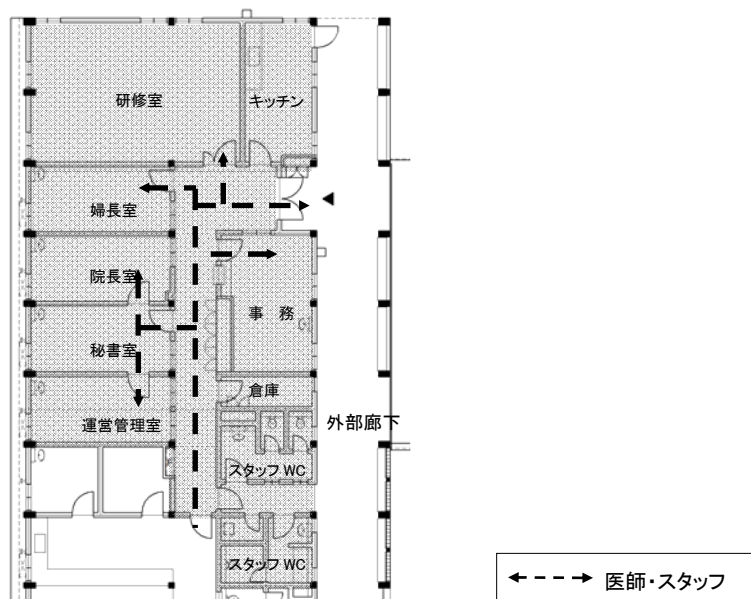 研修室
キッチン
婦長室
院長室
事　務
秘書室
倉庫
運営管理室
外部廊下
スタッフ WC
スタッフ WC
医師・スタッフ